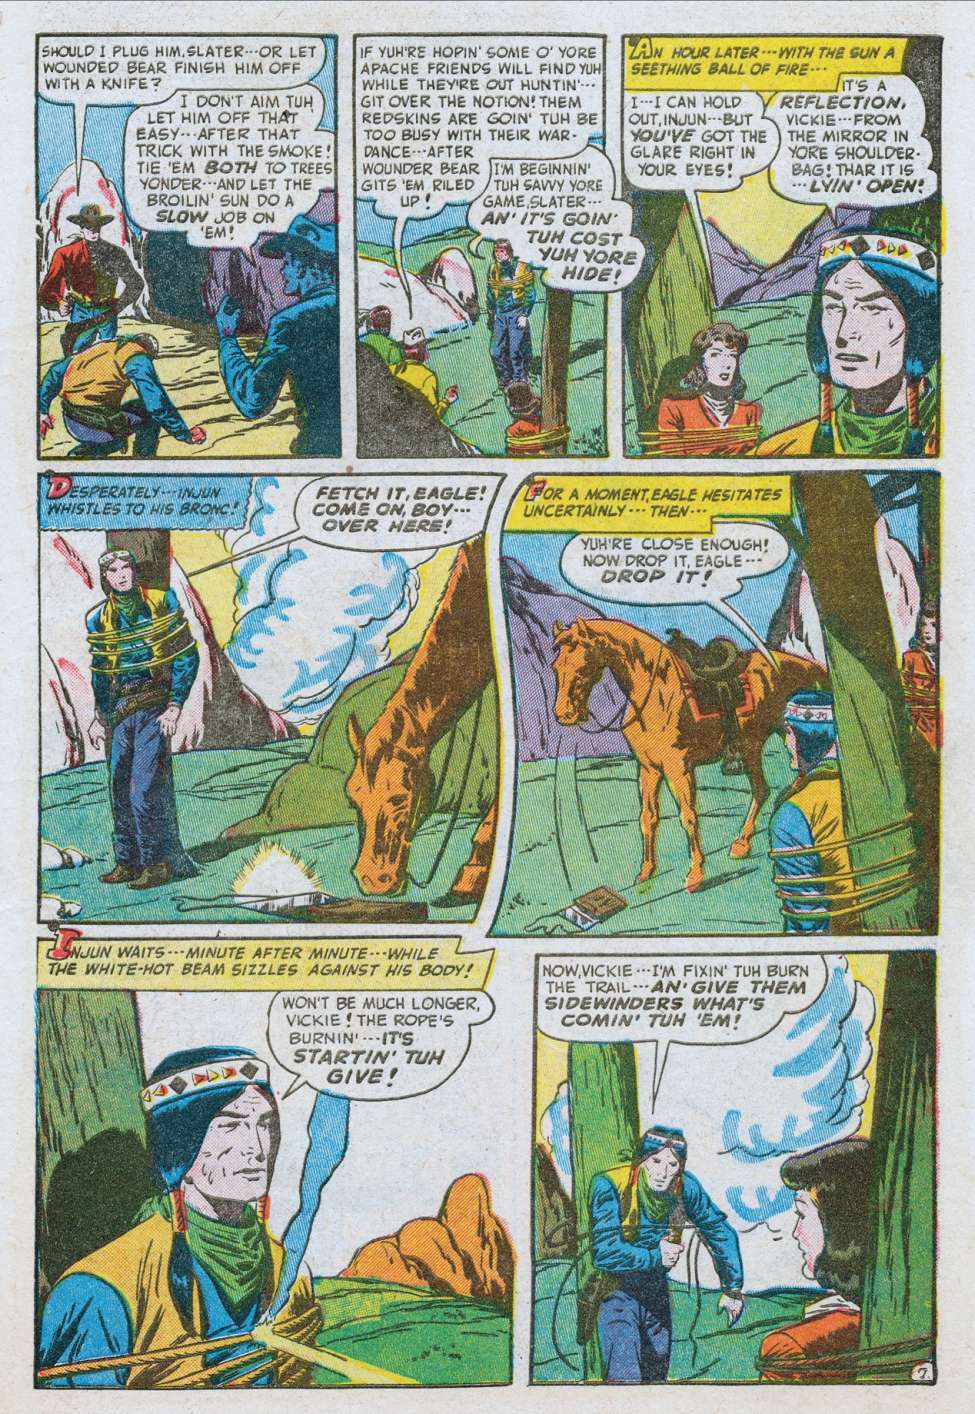 SHOULD I PLUG HIM, SLATER---OR LET
WOUNDED BEAR FINISH HIM OFF
WITH A KNIFE?
I DON'T AIM TUH
LET HIM OFF THAT
EASY---AFTER THAT
TRICK WITH THE SMOKE!
TIE 'EM BOTH TO TREES
YONDER---AND LET THE
BROILIN' SUN DO A
SLOW JOB ON
'EM!
IF YUH'RE HOPIN' SOME O' YORE
APACHE FRIENDS WILL FIND YUH
WHILE THEY'RE OUT HUNTIN'---
GIT OVER THE NOTION! THEM
REDSKINS ARE GOIN' TUH BE
TOO BUSY WITH THEIR WAR-
DANCE---AFTER
WOUNDER BEAR
GITS 'EM RILED
UP!
I'M BEGINNIN'
TUH SAVVY YORE
GAME, SLATER---
AN' IT'S GOIN'
TUH COST
YUH YORE
HIDE!
AN HOUR LATER---WITH THE SUN A
SEETHING BALL OF FIRE---
I---I CAN HOLD
OUT, INJUN---BUT
YOU'VE GOT THE
GLARE RIGHT IN
YOUR EYES!
IT'S A
REFLECTION,
VICKIE---FROM
THE MIRROR IN
YORE SHOULDER-
BAG! THAR IT IS
---LYIN' OPEN!
DESPERATELY---INJUN
WHISTLES TO HIS BRONC!
FETCH IT, EAGLE!
COME ON, BOY---
OVER HERE!
FOR A MOMENT, EAGLE HESITATES
UNCERTAINLY---THEN---
YUH'RE CLOSE ENOUGH!
NOW DROP IT, EAGLE---
DROP IT!
INJUN WAITS---MINUTE AFTER MINUTE---WHILE
THE WHITE-HOT BEAM SIZZLES AGAINST HIS BODY!
WON'T BE MUCH LONGER,
VICKIE! THE ROPE'S
BURNIN'---IT'S
STARTIN' TUH
GIVE!
NOW, VICKIE---I'M FIXIN' TUH BURN
THE TRAIL---AN' GIVE THEM
SIDEWINDERS WHAT'S
COMIN' TUH 'EM!
7